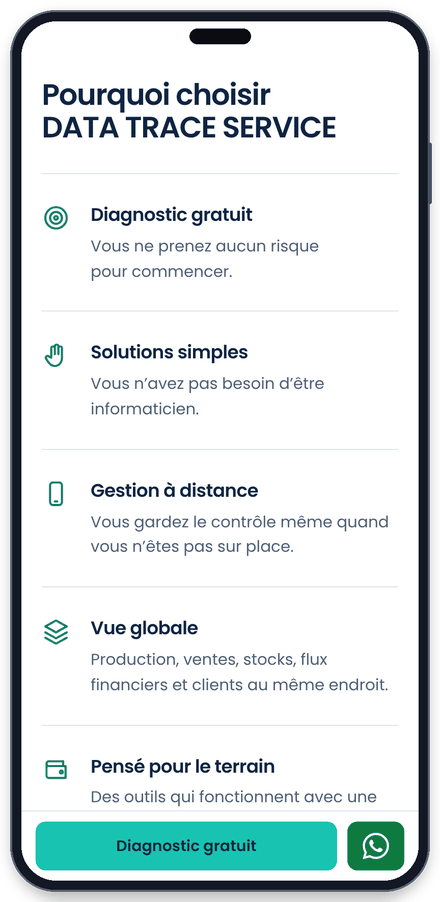 Pourquoi choisir
DATA TRACE SERVICE
Diagnostic gratuit
Vous ne prenez aucun risque
pour commencer.
Solutions simples
Vous n’avez pas besoin d’être
informaticien.
Gestion à distance
Vous gardez le contrôle même quand
vous n’êtes pas sur place.
Vue globale
Production, ventes, stocks, flux
financiers et clients au même endroit.
Pensé pour le terrain
Des outils qui fonctionnent avec une
Diagnostic gratuit